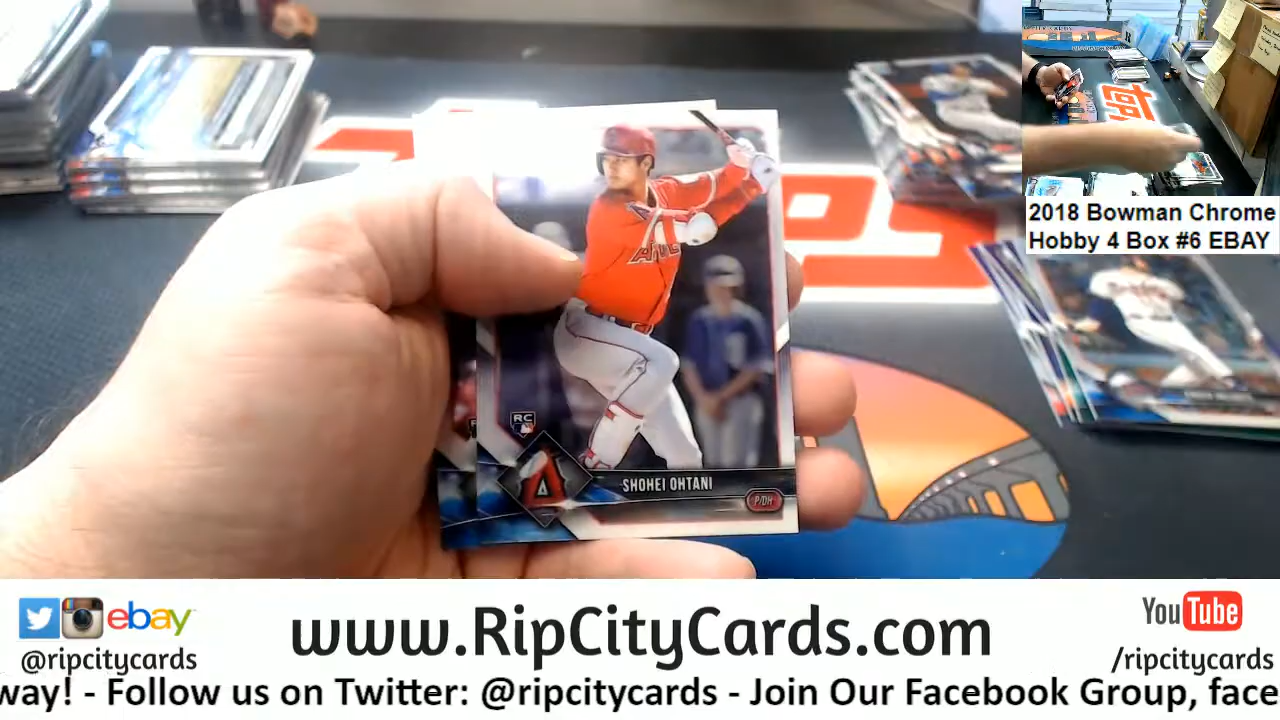 ANGE
RC
SHOHEI OHTANI
P/DH
A
2018 Bowman Chrome
Hobby 4 Box #6 EBAY
ebay
www.RipCityCards.com
YouTube
@ripcitycards
/ripcitycards
way! - Follow us on Twitter: @ripcitycards - Join Our Facebook Group, face